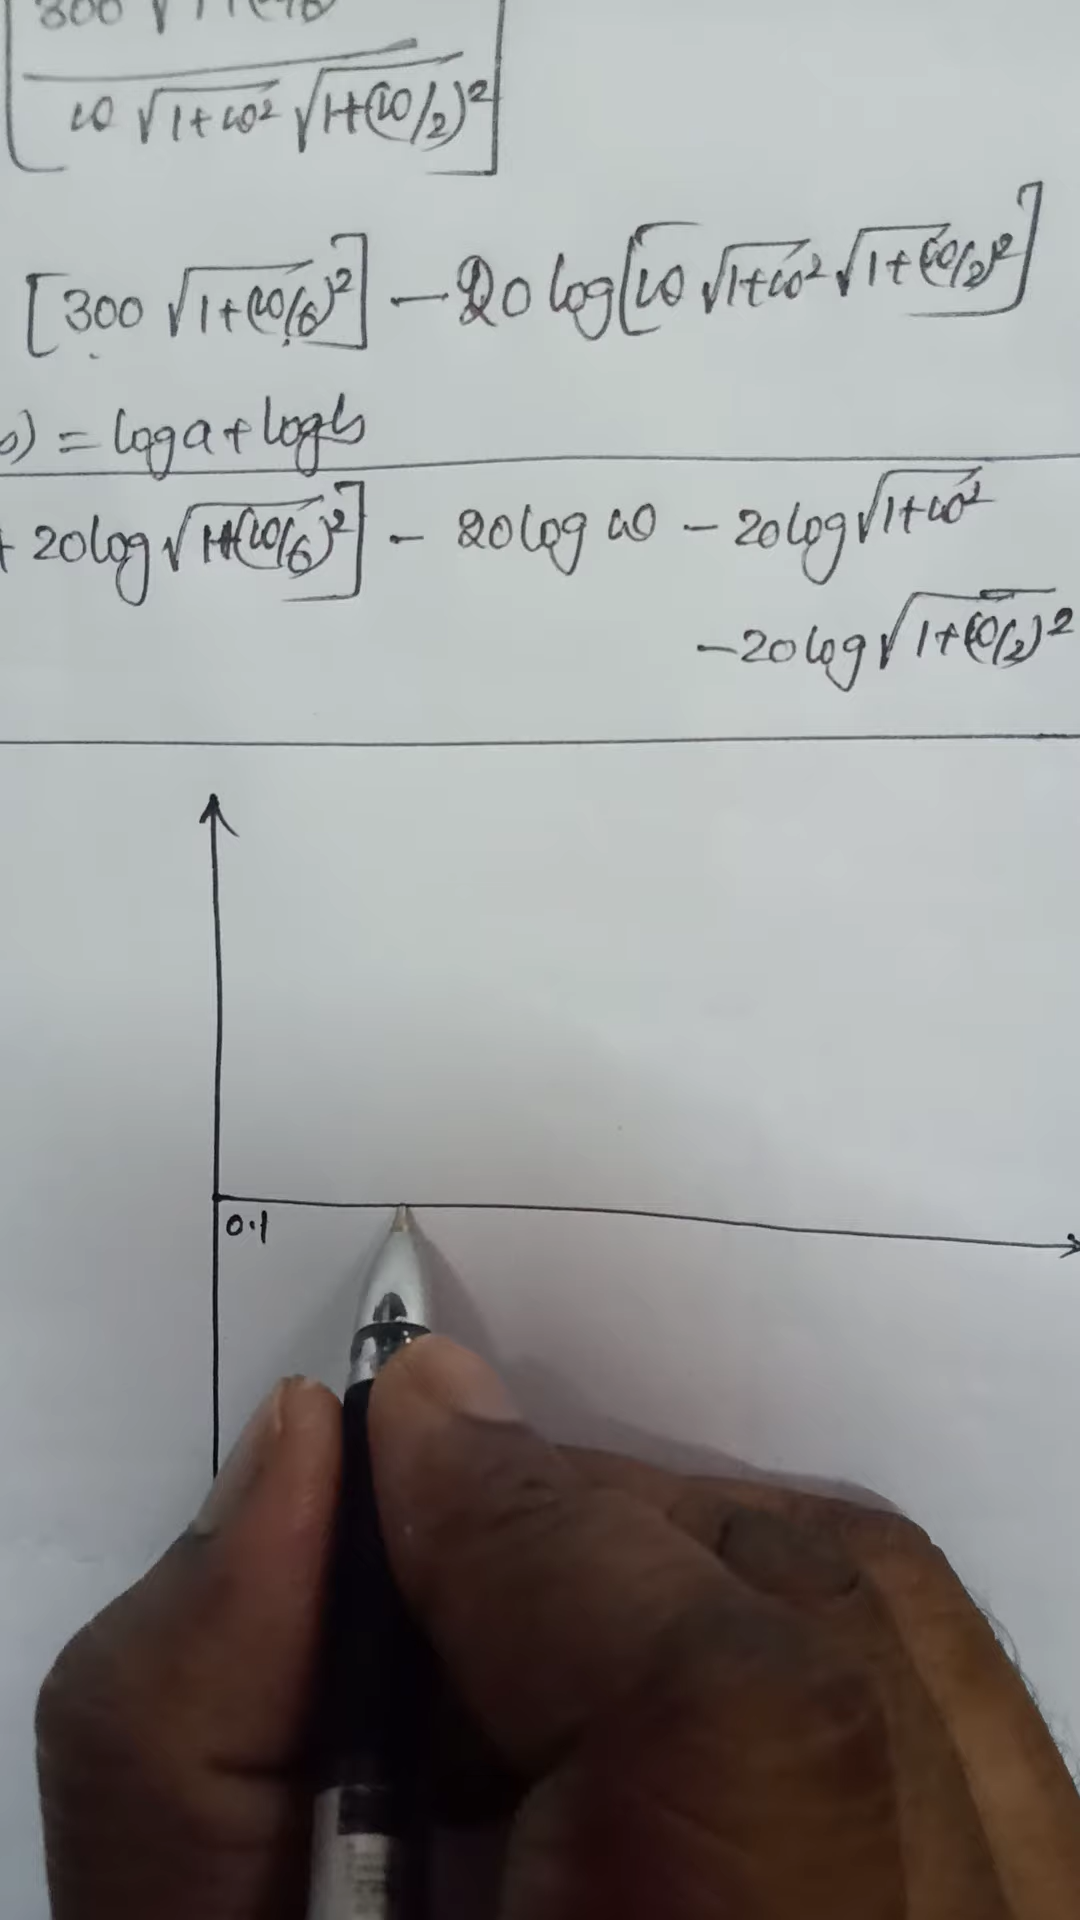 300 √1+(ω/6)
ω √1+ω² √1+(ω/2)²
[300 √1+(ω/6)²] − 20 log[ω √1+ω² √1+(ω/2)²]
b) = log a + log b
+ 20 log √1+(ω/6)²] − 20 log ω − 20 log √1+ω²
− 20 log √1+(ω/2)²
0.1